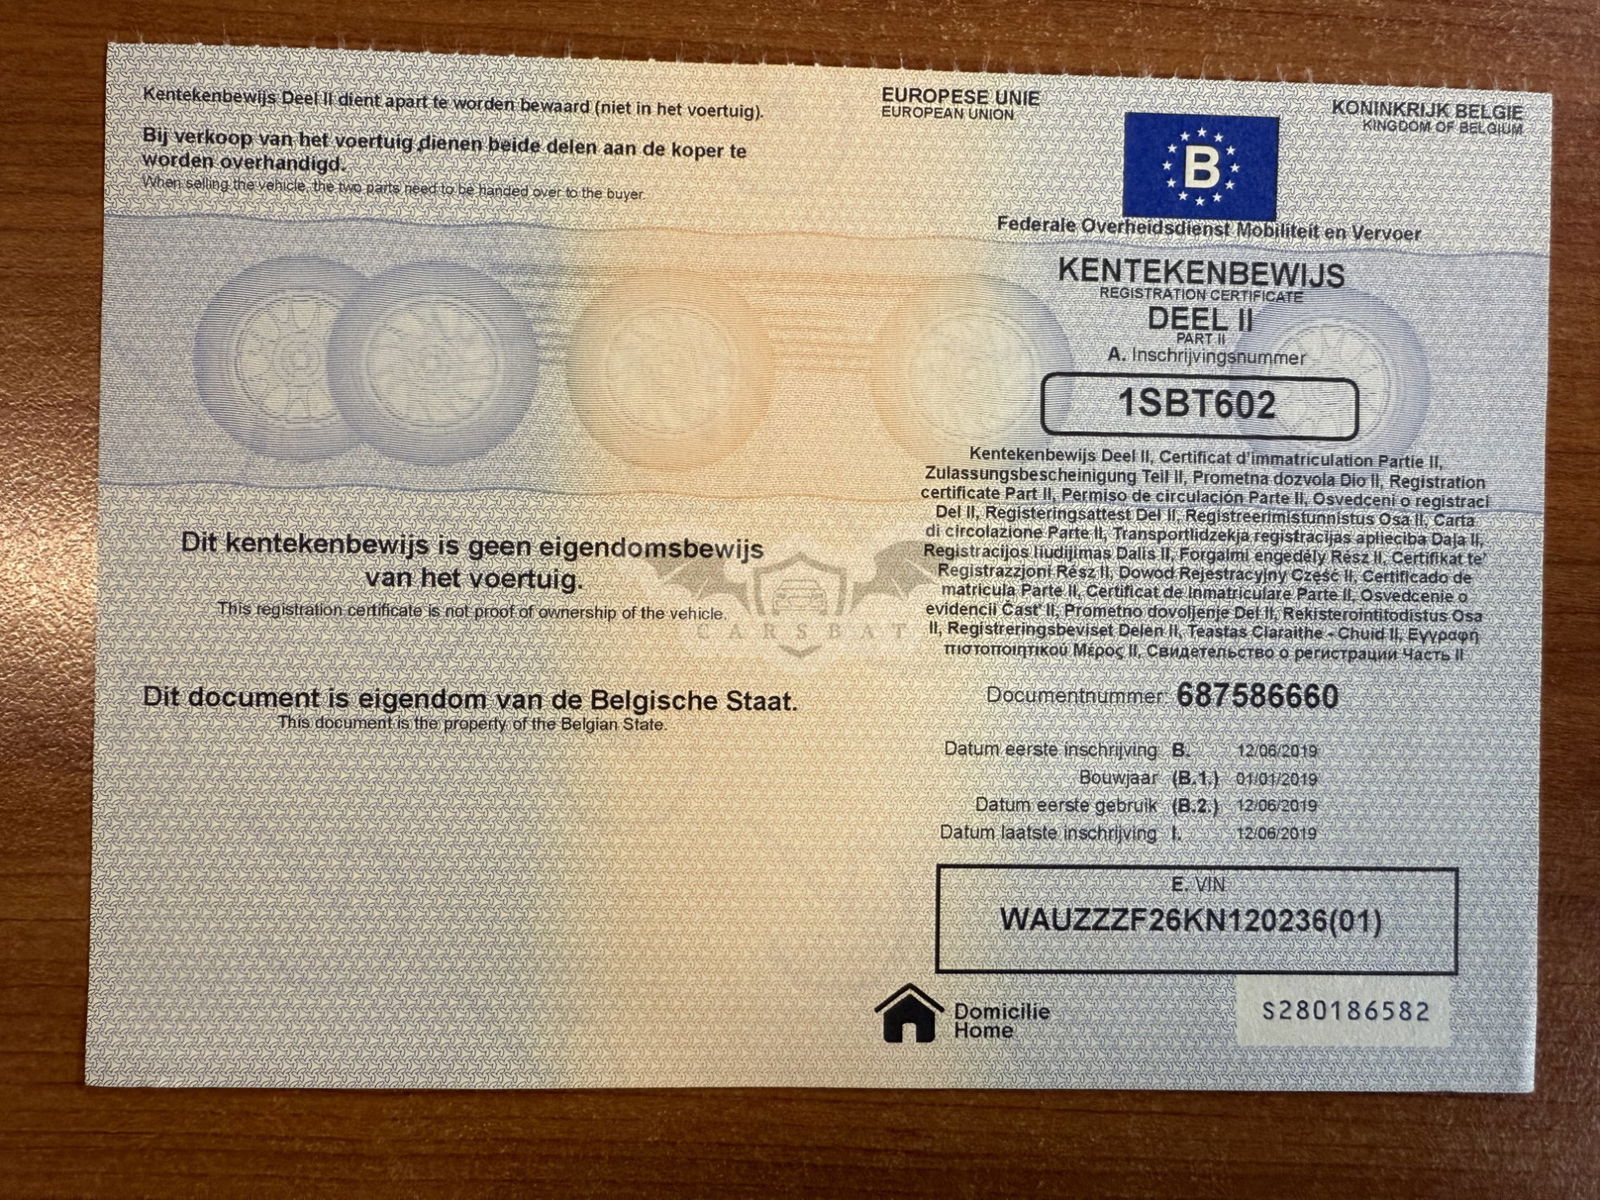 Kentekenbewijs Deel II dient apart te worden bewaard (niet in het voertuig).
Bij verkoop van het voertuig dienen beide delen aan de koper te
worden overhandigd.
When selling the vehicle, the two parts need to be handed over to the buyer.
EUROPESE UNIE
EUROPEAN UNION
KONINKRIJK BELGIE
KINGDOM OF BELGIUM
B
Federale Overheidsdienst Mobiliteit en Vervoer
KENTEKENBEWIJS
REGISTRATION CERTIFICATE
DEEL II
PART II
A. Inschrijvingsnummer
1SBT602
Kentekenbewijs Deel II, Certificat d'immatriculation Partie II,
Zulassungsbescheinigung Teil II, Prometna dozvola Dio II, Registration
certificate Part II, Permiso de circulación Parte II, Osvedceni o registraci
Del II, Registeringsattest Del II, Registreerimistunnistus Osa II, Carta
di circolazione Parte II, Transportlidzekja registracijas aplieciba Daļa II,
Registracijos liudijimas Dalis II, Forgalmi engedély Rész II, Certifikat te'
Registrazzjoni Rész II, Dowod Rejestracyjny Część II, Certificado de
matricula Parte II, Certificat de Inmatriculare Parte II, Osvedcenie o
evidencii Cast' II, Prometno dovoljenje Del II, Rekisterointitodistus Osa
II, Registreringsbeviset Delen II, Teastas Claraithe - Chuid II, Εγγραφή
πιστοποιητικού Μέρος II, Свидетельство о регистрации Часть II
Dit kentekenbewijs is geen eigendomsbewijs
van het voertuig.
This registration certificate is not proof of ownership of the vehicle.
CARSBAT
Dit document is eigendom van de Belgische Staat.
This document is the property of the Belgian State.
Documentnummer: 687586660
Datum eerste inschrijving B. 12/06/2019
Bouwjaar (B.1.) 01/01/2019
Datum eerste gebruik (B.2.) 12/06/2019
Datum laatste inschrijving I. 12/06/2019
E. VIN
WAUZZZF26KN120236(01)
Domicilie
Home
S280186582